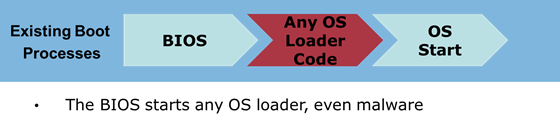 Existing Boot
Processes
BIOS
Any OS
Loader
Code
OS
Start
• The BIOS starts any OS loader, even malware